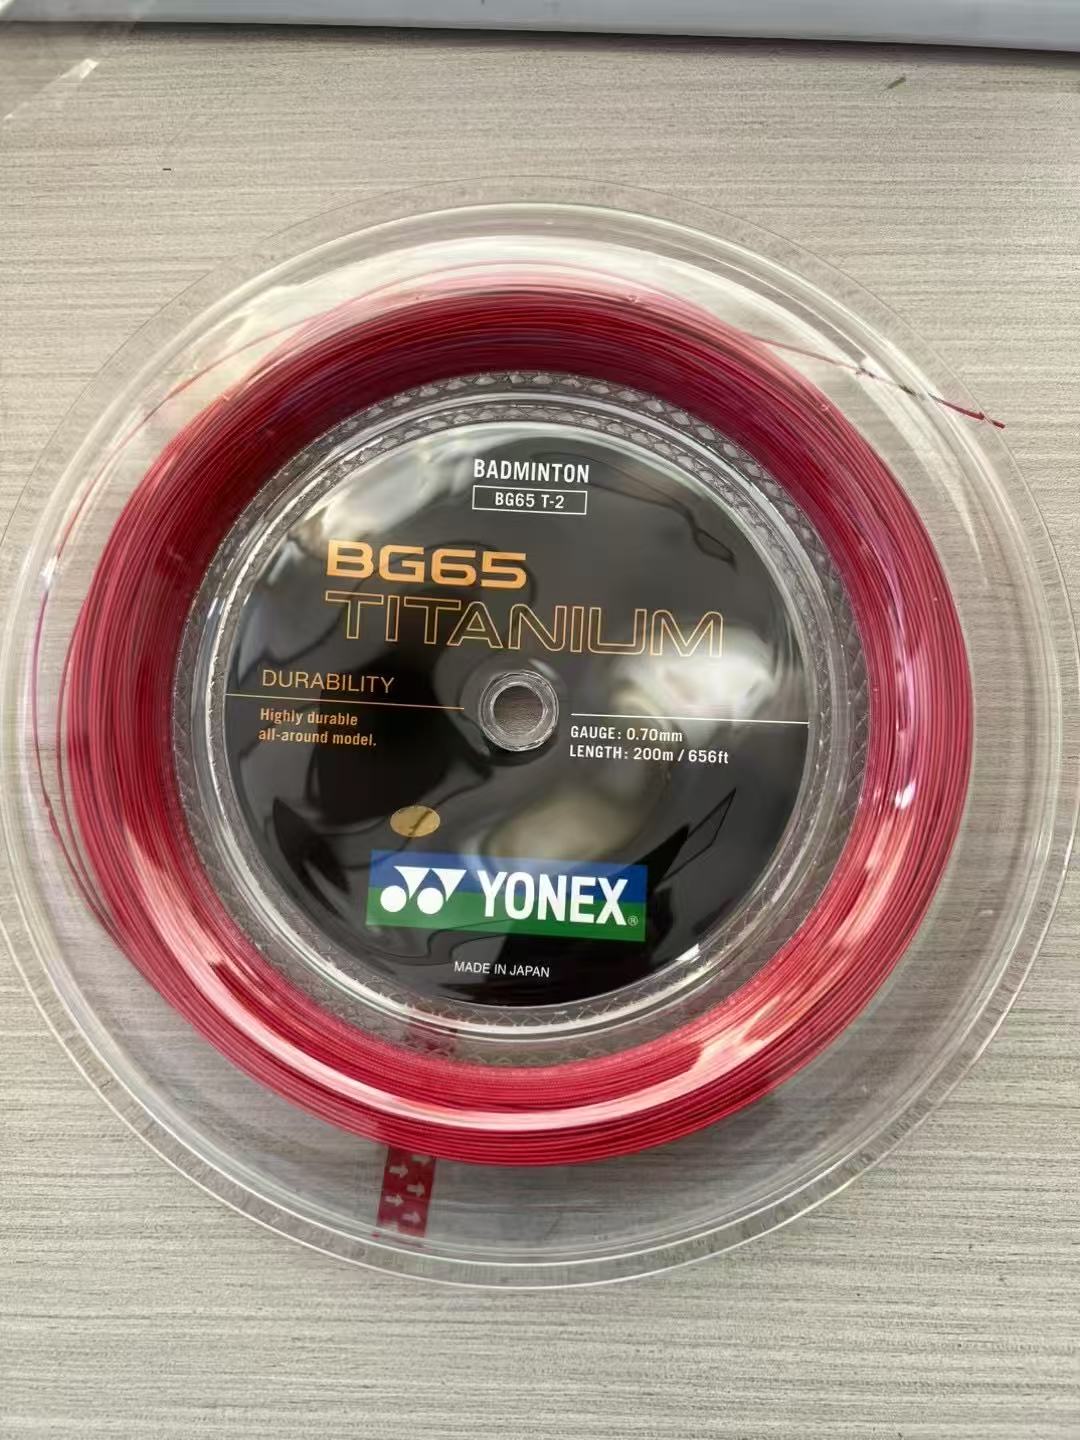 BADMINTON
BG65 T-2
BG65
TITANIUM
DURABILITY
Highly durable
all-around model.
GAUGE: 0.70mm
LENGTH: 200m / 656ft
YONEX®
MADE IN JAPAN